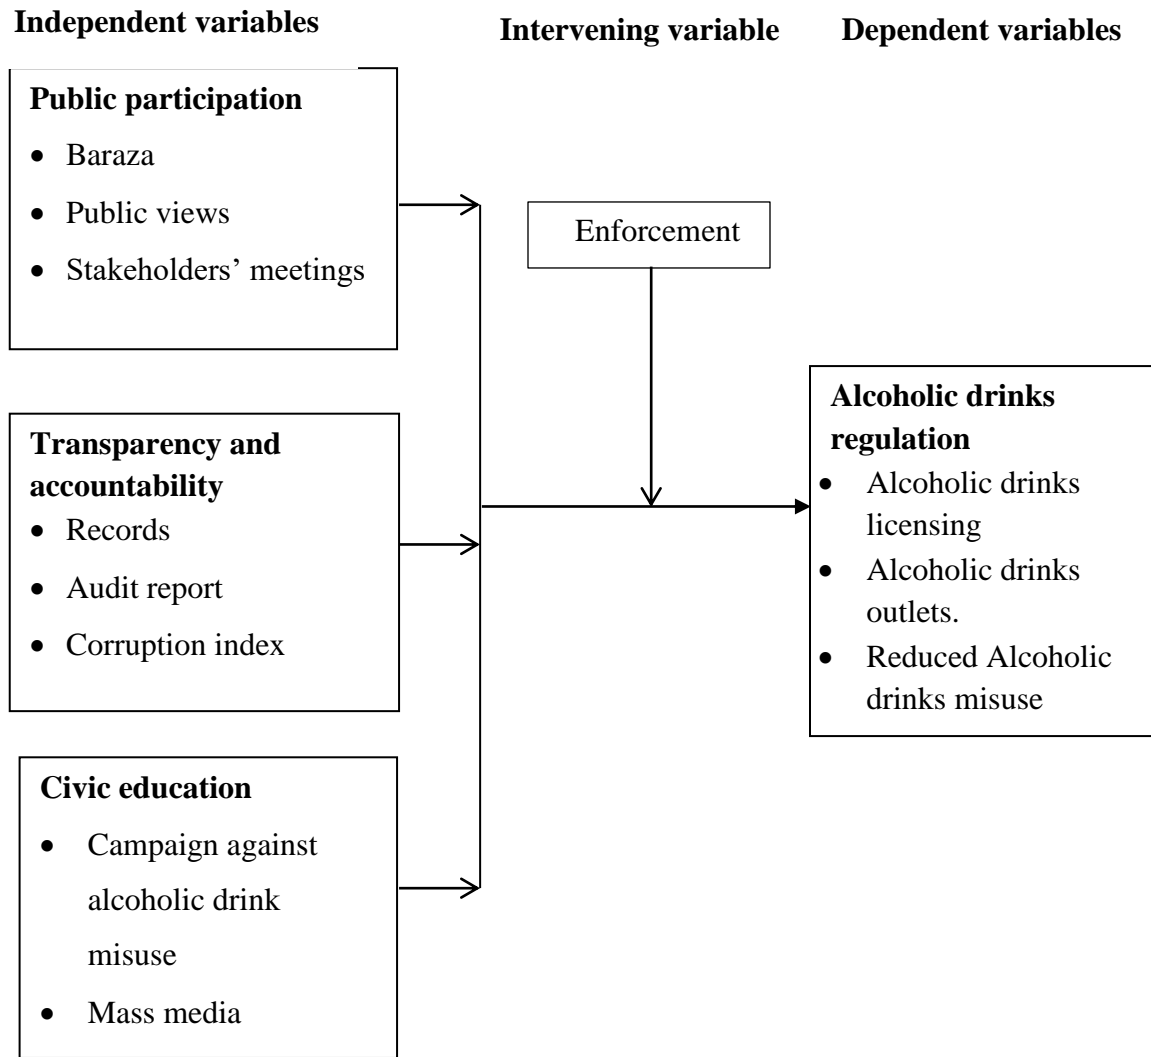 Independent variables
Intervening variable
Dependent variables
Public participation
• Baraza
• Public views
• Stakeholders’ meetings
Enforcement
Transparency and
accountability
• Records
• Audit report
• Corruption index
Alcoholic drinks
regulation
• Alcoholic drinks
licensing
• Alcoholic drinks
outlets.
• Reduced Alcoholic
drinks misuse
Civic education
• Campaign against
alcoholic drink
misuse
• Mass media